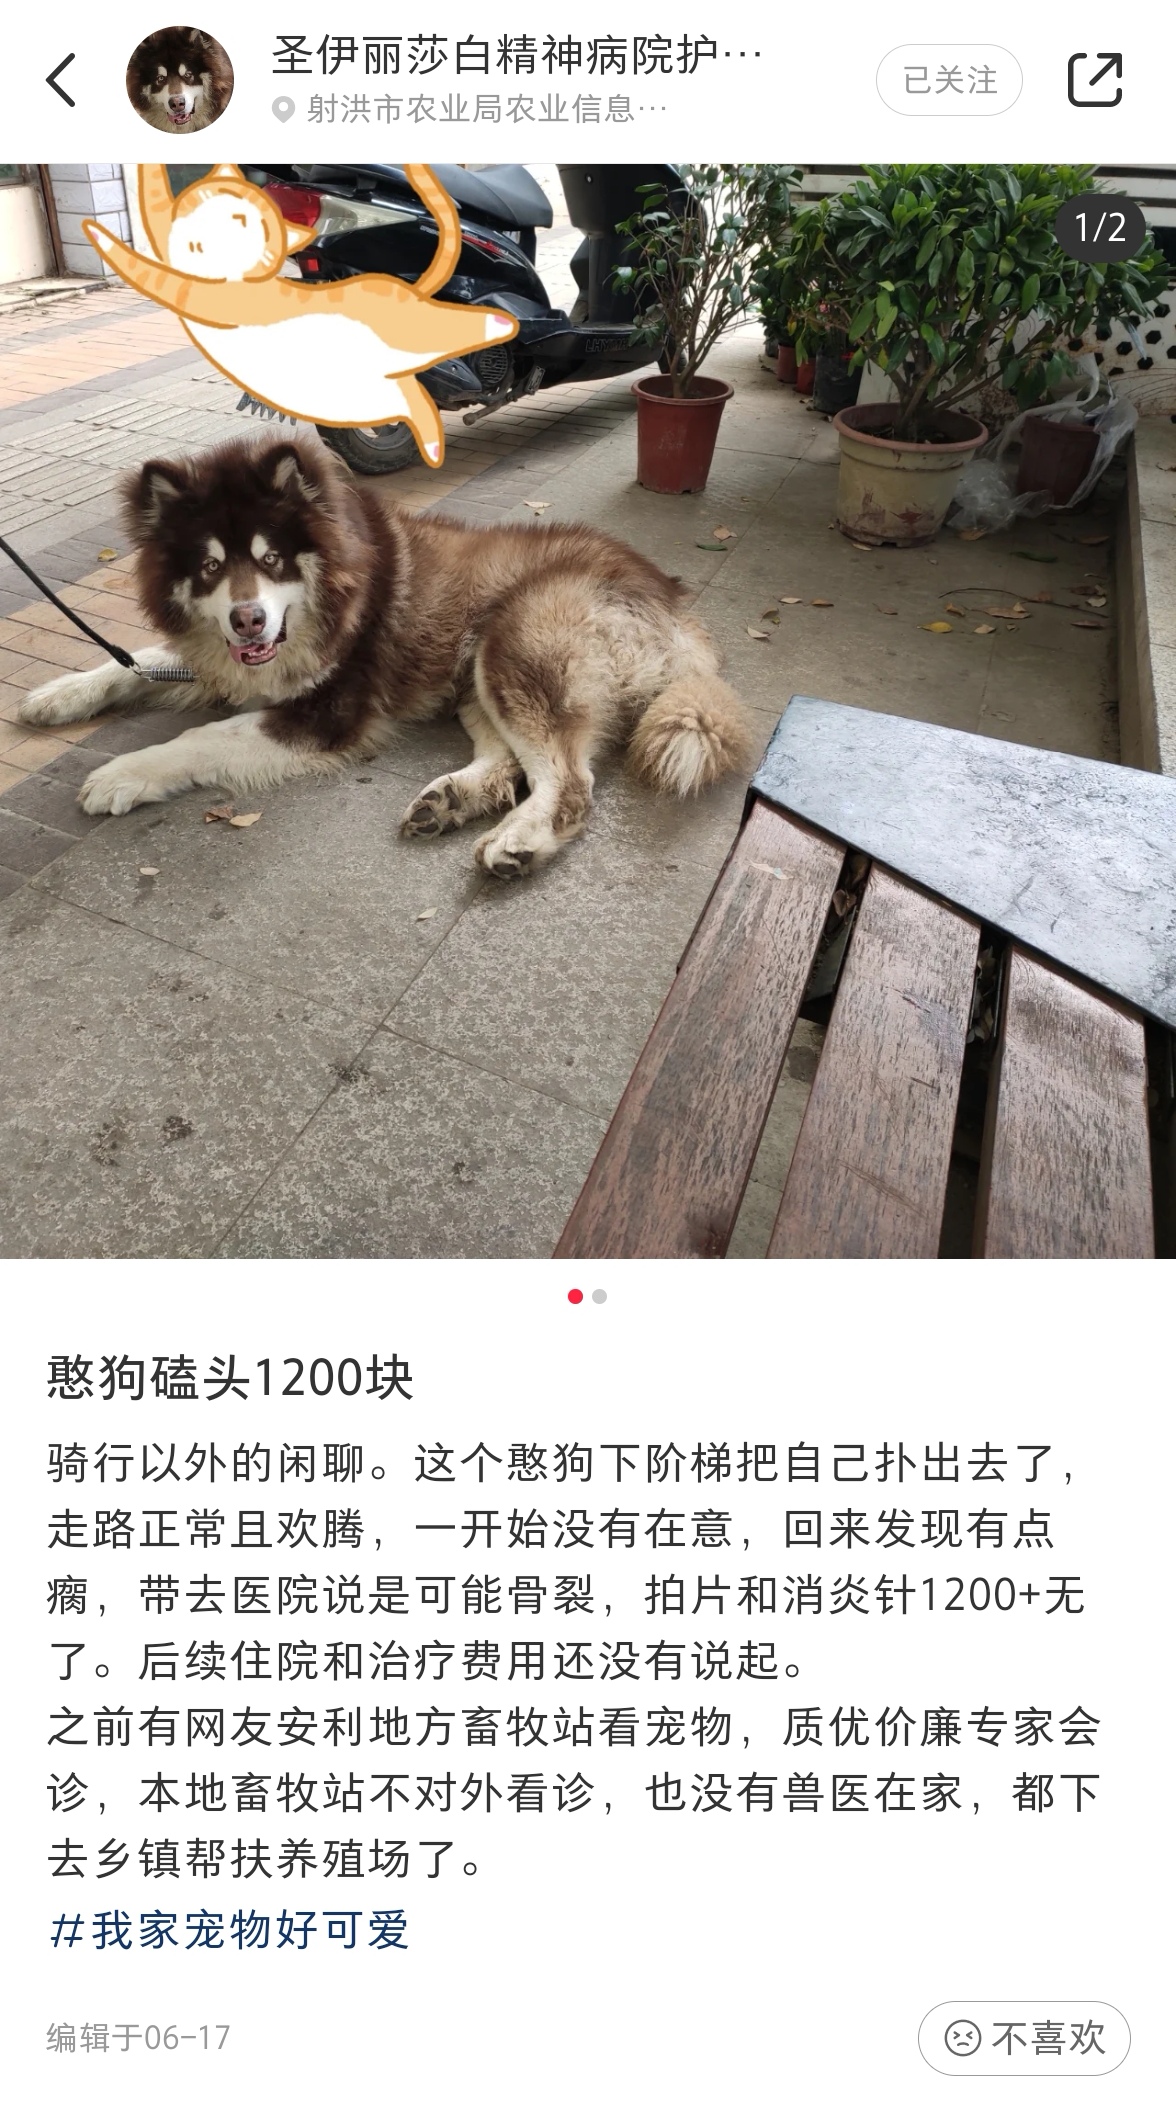 圣伊丽莎白精神病院护…
已关注
射洪市农业局农业信息…
1/2
憨狗磕头1200块
骑行以外的闲聊。这个憨狗下阶梯把自己扑出去了，
走路正常且欢腾，一开始没有在意，回来发现有点
瘸，带去医院说是可能骨裂，拍片和消炎针1200+无
了。后续住院和治疗费用还没有说起。
之前有网友安利地方畜牧站看宠物，质优价廉专家会
诊，本地畜牧站不对外看诊，也没有兽医在家，都下
去乡镇帮扶养殖场了。
#我家宠物好可爱
编辑于06-17
不喜欢